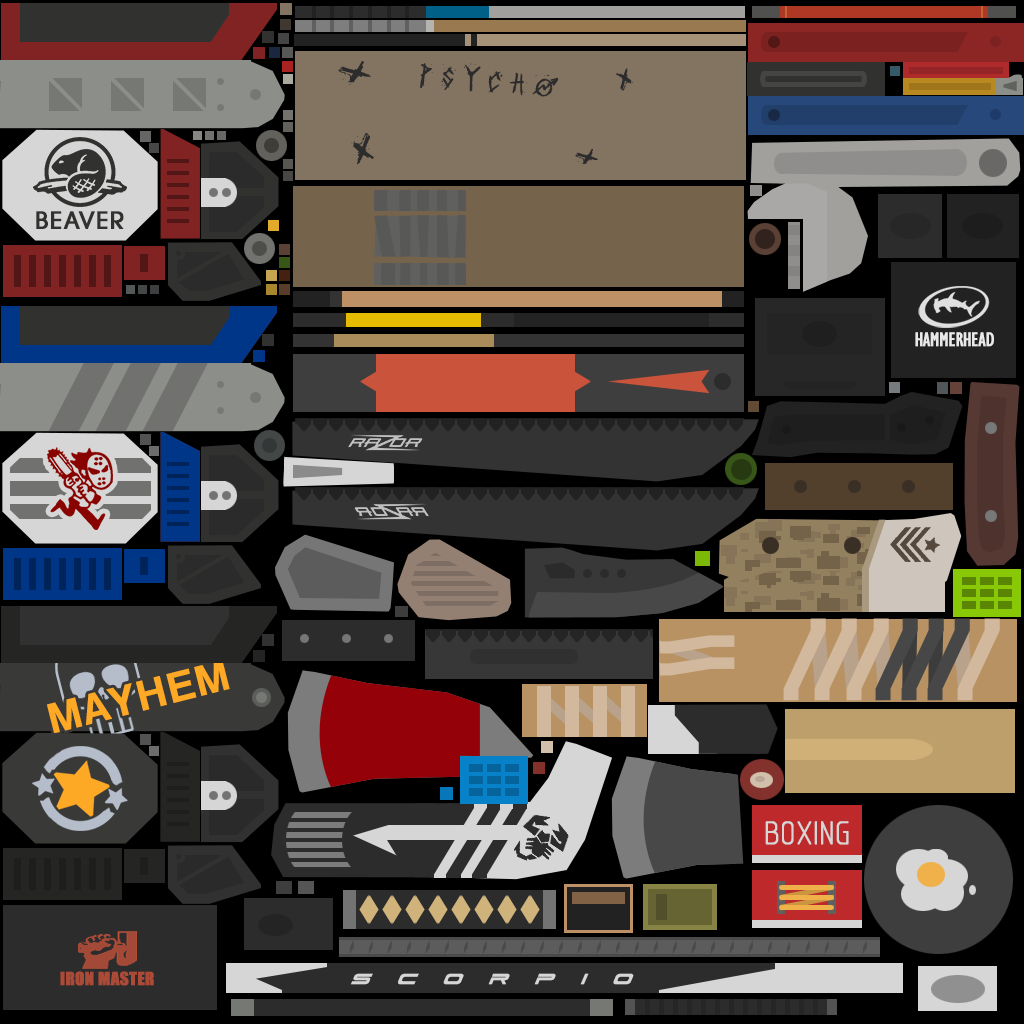 PSYCHO
BEAVER
HAMMERHEAD
RAZOR
RAZOR
MAYHEM
BOXING
IRON MASTER
SCORPIO